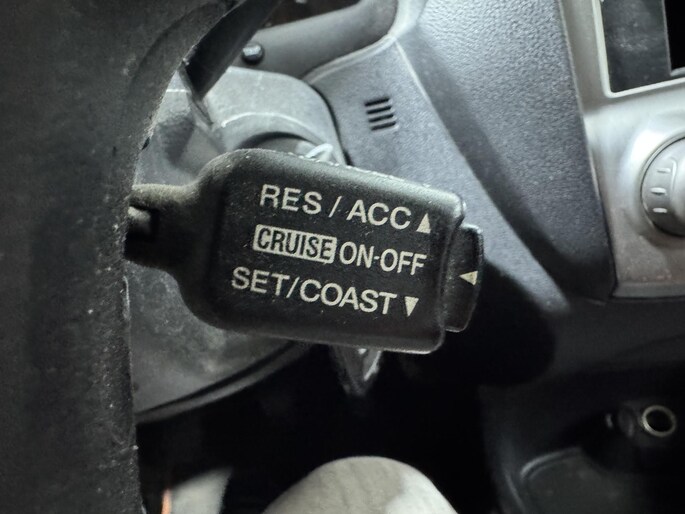 RES / ACC ▲
CRUISE ON-OFF ◀
SET/COAST ▼